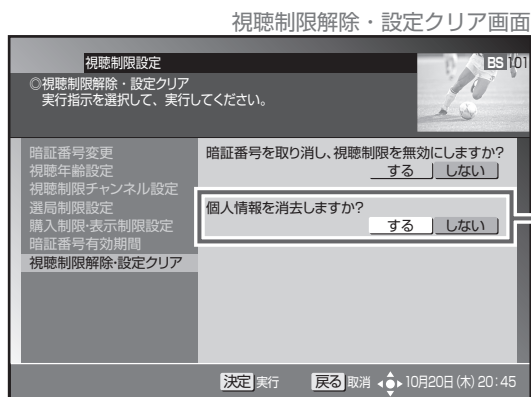 視聴制限解除・設定クリア画面
視聴制限設定
BS 101
◎視聴制限解除・設定クリア
実行指示を選択して、実行してください。
暗証番号変更
視聴年齢設定
視聴制限チャンネル設定
選局制限設定
購入制限・表示制限設定
暗証番号有効期間
視聴制限解除・設定クリア
暗証番号を取り消し、視聴制限を無効にしますか?
する しない
個人情報を消去しますか?
する しない
決定 実行 戻る 取消 10月20日(木) 20:45